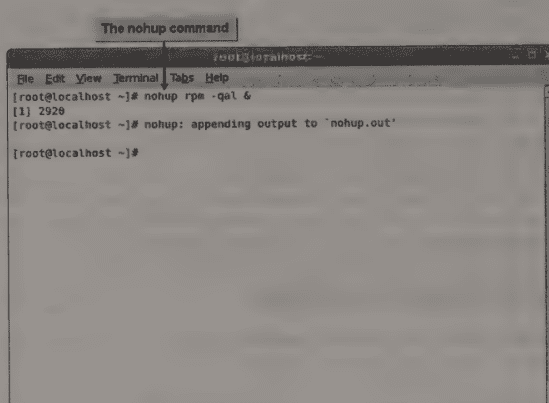 The nohup command
root@localhost:~
File Edit View Terminal Tabs Help
[root@localhost ~]# nohup rpm -qal &
[1] 2920
[root@localhost ~]# nohup: appending output to `nohup.out'
[root@localhost ~]#